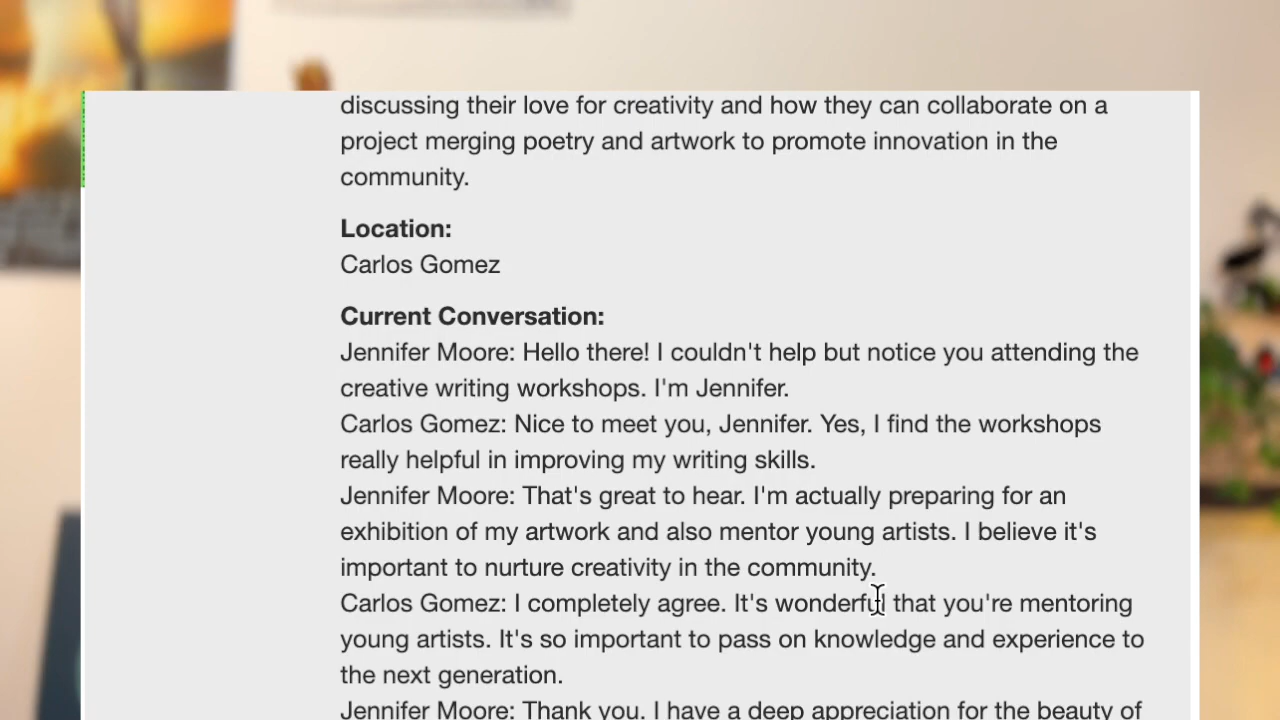 discussing their love for creativity and how they can collaborate on a
project merging poetry and artwork to promote innovation in the
community.
Location:
Carlos Gomez
Current Conversation:
Jennifer Moore: Hello there! I couldn't help but notice you attending the
creative writing workshops. I'm Jennifer.
Carlos Gomez: Nice to meet you, Jennifer. Yes, I find the workshops
really helpful in improving my writing skills.
Jennifer Moore: That's great to hear. I'm actually preparing for an
exhibition of my artwork and also mentor young artists. I believe it's
important to nurture creativity in the community.
Carlos Gomez: I completely agree. It's wonderful that you're mentoring
young artists. It's so important to pass on knowledge and experience to
the next generation.
Jennifer Moore: Thank you. I have a deep appreciation for the beauty of